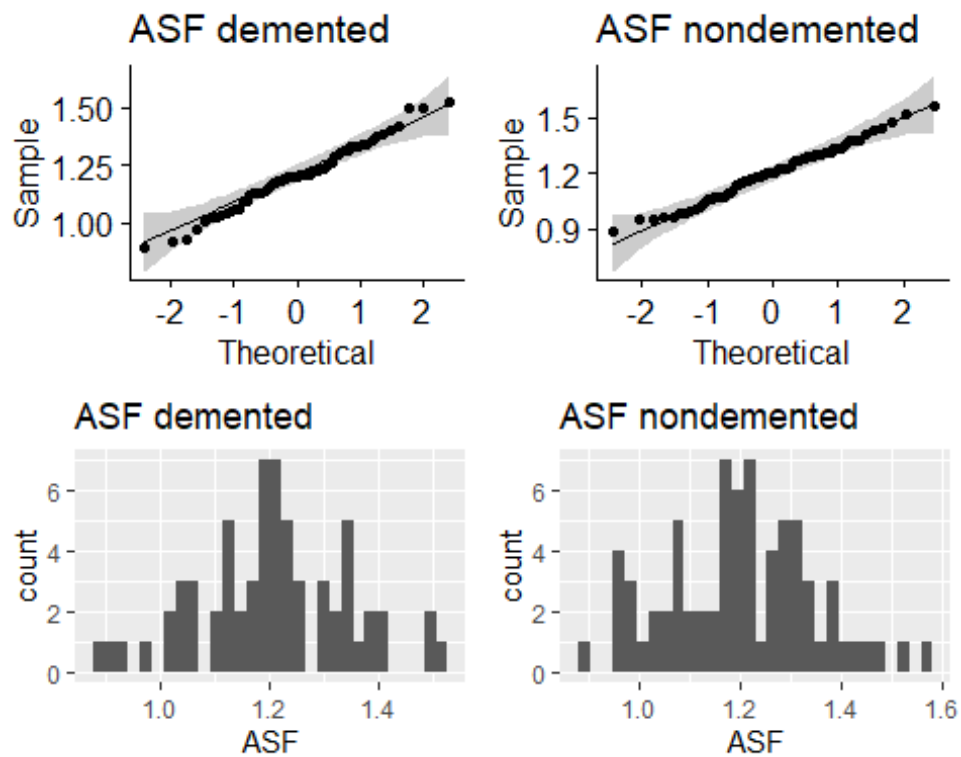 ASF demented
Sample
1.50
1.25
1.00
-2 -1 0 1 2
Theoretical
ASF nondemented
Sample
1.5
1.2
0.9
-2 -1 0 1 2
Theoretical
ASF demented
count
6
4
2
0
1.0 1.2 1.4
ASF
ASF nondemented
count
6
4
2
0
1.0 1.2 1.4 1.6
ASF